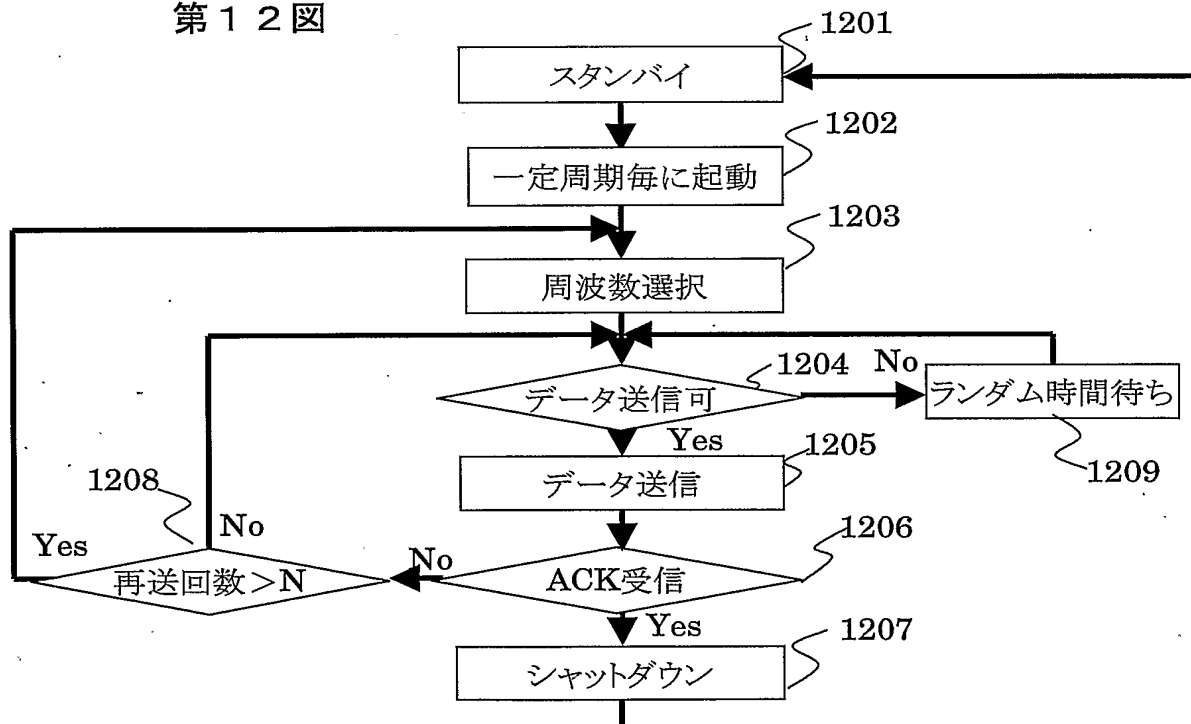 第１２図
1201
スタンバイ
1202
一定周期毎に起動
1203
周波数選択
1204
No
データ送信可
ランダム時間待ち
Yes
1205
1209
データ送信
1208
1206
No
Yes
No
再送回数＞N
ACK受信
Yes
1207
シャットダウン